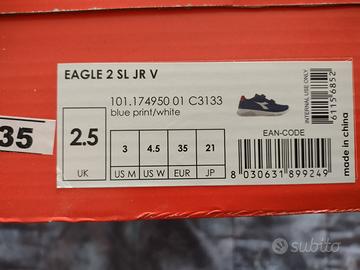 EAGLE 2 SL JR V
101.174950 01 C3133
blue print/white
35
2.5
UK
3
US M
4.5
US W
35
EUR
21
JP
EAN-CODE
8 030631 899249
INTERNAL USE ONLY
61156852
made in china
subito